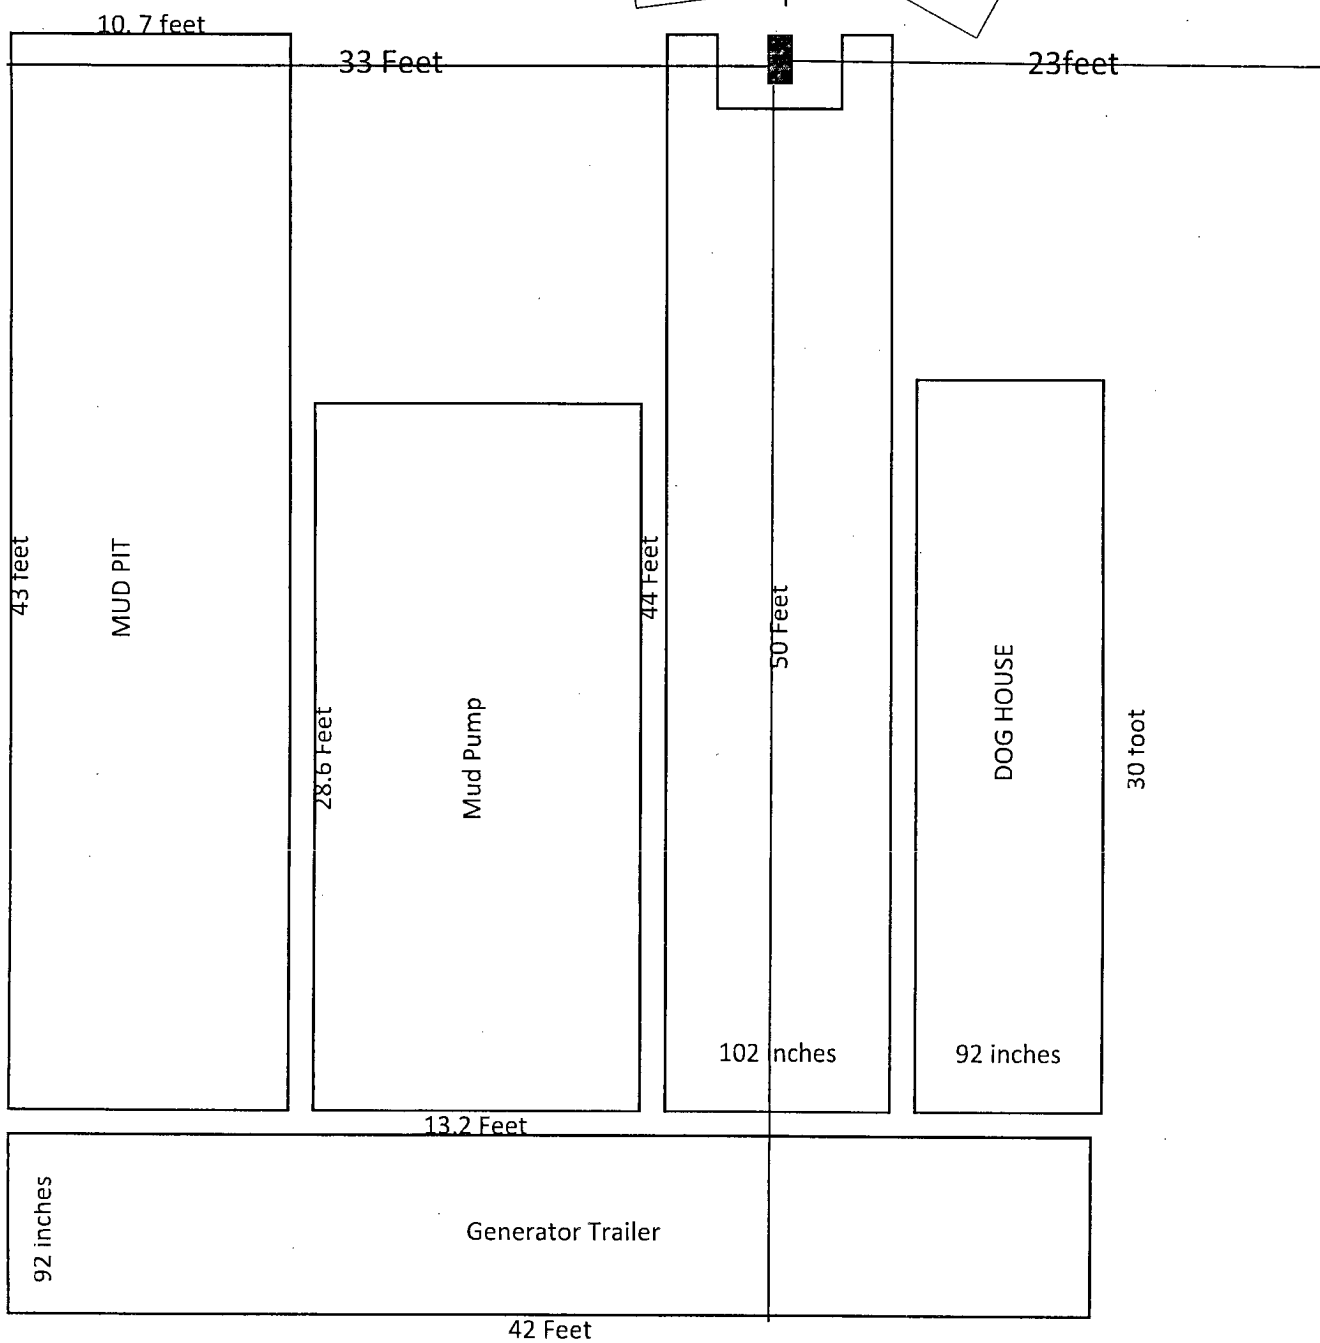 10. 7 feet
33 Feet
23feet
43 feet
MUD PIT
28.6 Feet
Mud Pump
44 Feet
50 Feet
DOG HOUSE
30 foot
102 inches
92 inches
13.2 Feet
92 inches
Generator Trailer
42 Feet